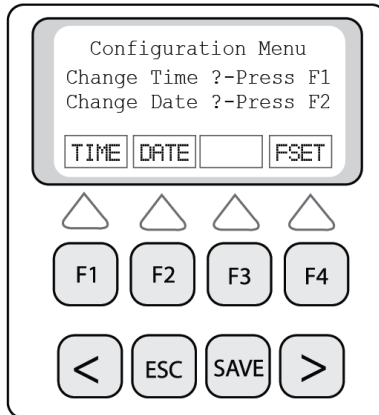 Configuration Menu
Change Time ?-Press F1
Change Date ?-Press F2
TIME DATE FSET
F1 F2 F3 F4
< ESC SAVE >